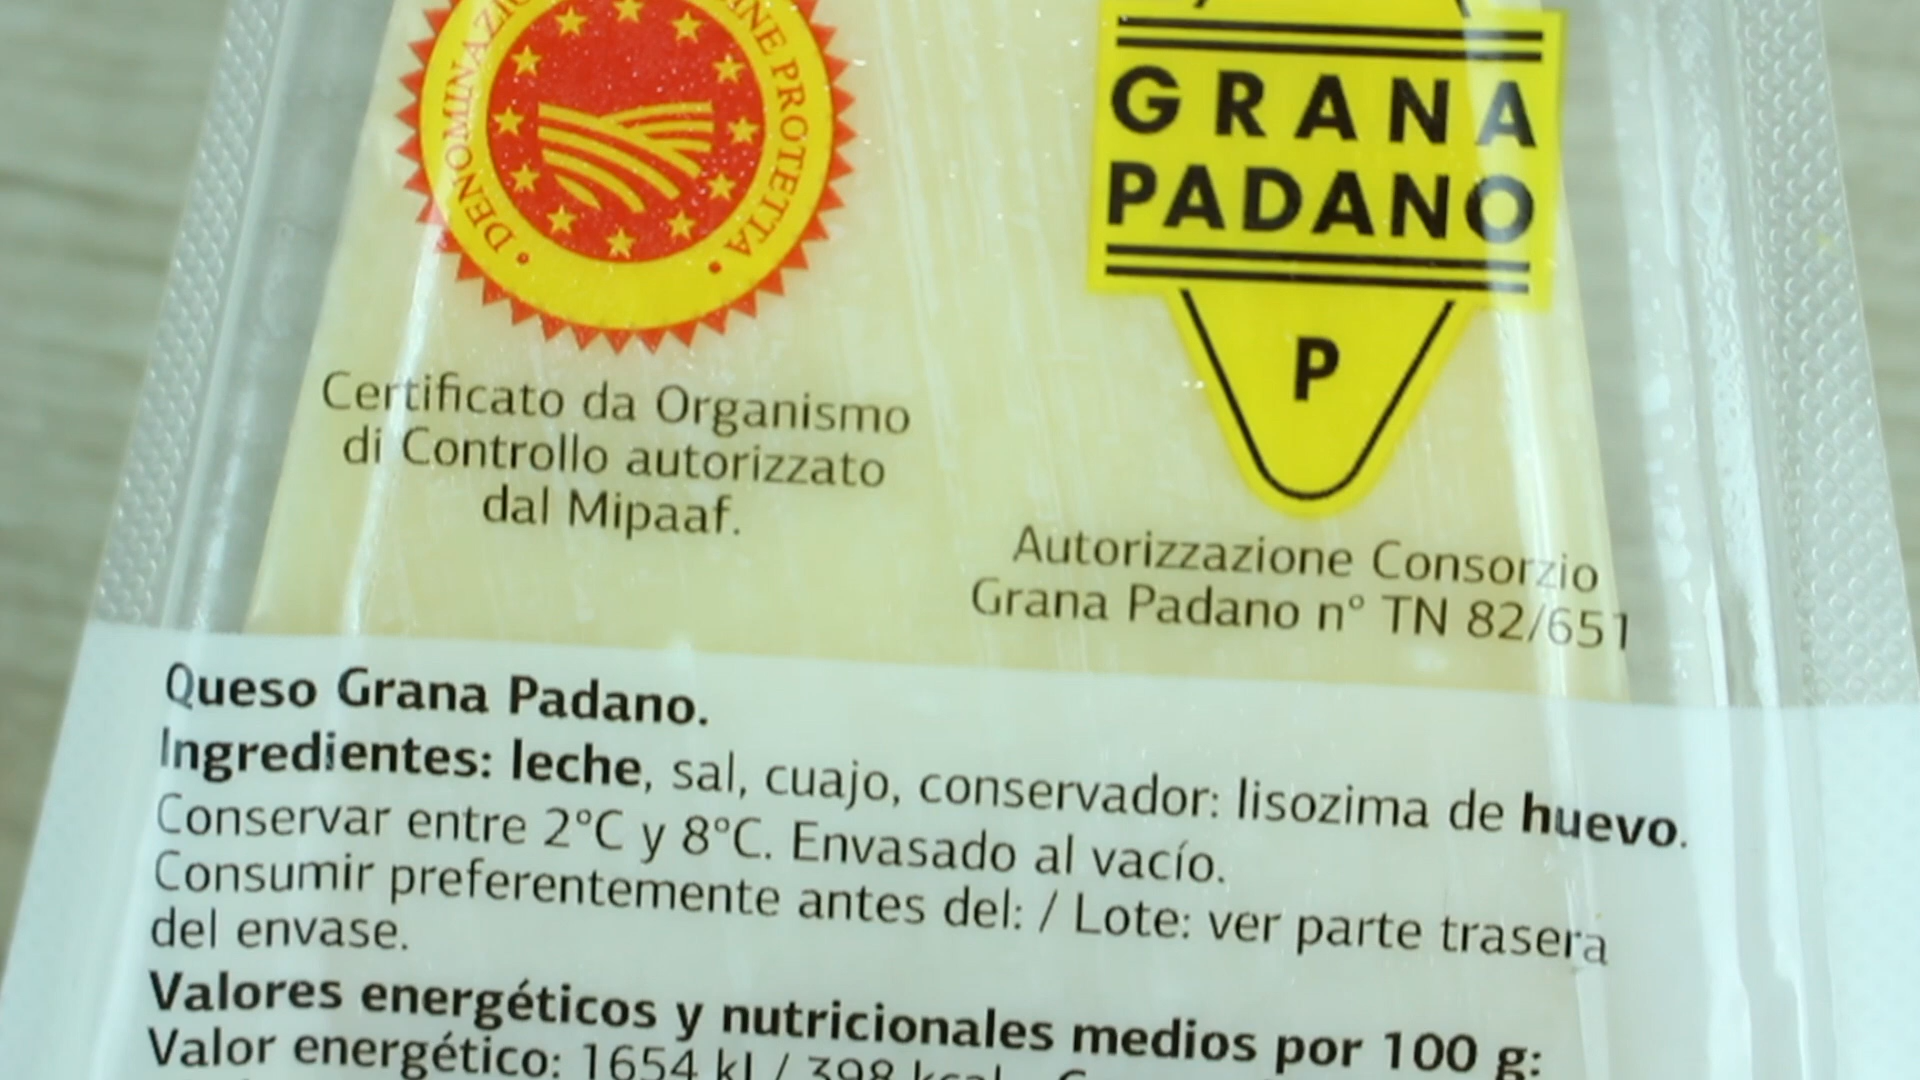 DENOMINAZIO
INE PROTETTA
GRANA
PADANO
P
Certificato da Organismo
di Controllo autorizzato
dal Mipaaf.
Autorizzazione Consorzio
Grana Padano n° TN 82/651
Queso Grana Padano.
Ingredientes: leche, sal, cuajo, conservador: lisozima de huevo.
Conservar entre 2°C y 8°C. Envasado al vacío.
Consumir preferentemente antes del: / Lote: ver parte trasera
del envase.
Valores energéticos y nutricionales medios por 100 g:
Valor energético: 1654 kJ / 398 kcal